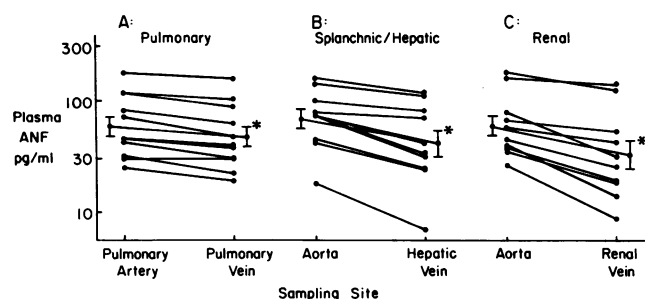 A:
Pulmonary
B:
Splanchnic/Hepatic
C:
Renal
300
100
30
10
Plasma
ANF
pg/ml
*
*
*
Pulmonary
Artery
Pulmonary
Vein
Aorta
Hepatic
Vein
Aorta
Renal
Vein
Sampling Site